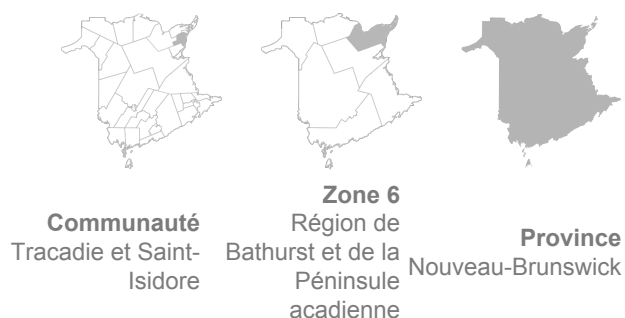 Communauté
Tracadie et Saint-
Isidore
Zone 6
Région de
Bathurst et de la
Péninsule
acadienne
Province
Nouveau-Brunswick